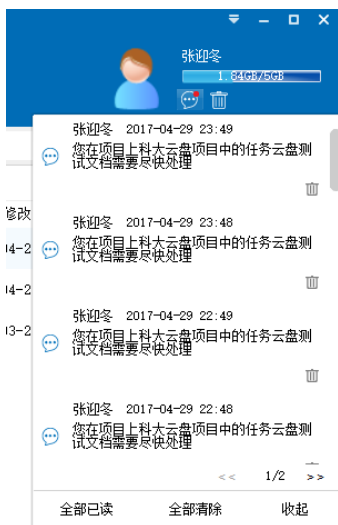 张迎冬
1.84GB/5GB
张迎冬 2017-04-29 23:49
您在项目上科大云盘项目中的任务云盘测
试文档需要尽快处理
修改
04-2
张迎冬 2017-04-29 23:48
您在项目上科大云盘项目中的任务云盘测
试文档需要尽快处理
04-2
张迎冬 2017-04-29 22:49
您在项目上科大云盘项目中的任务云盘测
试文档需要尽快处理
03-2
张迎冬 2017-04-29 22:48
您在项目上科大云盘项目中的任务云盘测
试文档需要尽快处理
<< 1/2 >>
全部已读 全部清除 收起